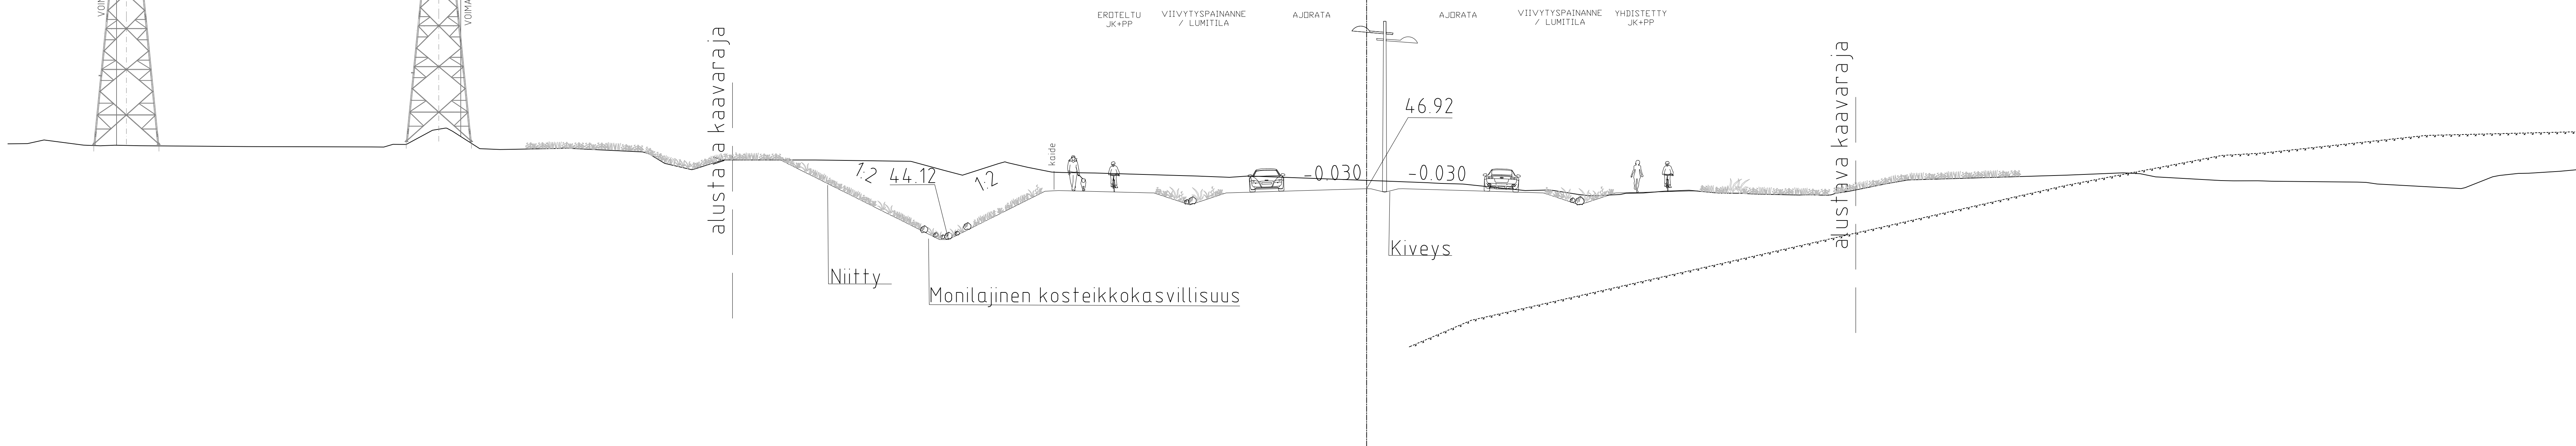 EROTELTU
JK+PP
VIIVYTYSPAINANNE
/ LUMITILA
AJORATA
AJORATA
VIIVYTYSPAINANNE
/ LUMITILA
YHDISTETTY
JK+PP
alustava kaavaraja
alustava kaavaraja
46.92
kaide
1:2
44.12
1:2
-0.030
-0.030
Kiveys
Niitty
Monilajinen kosteikkokasvillisuus